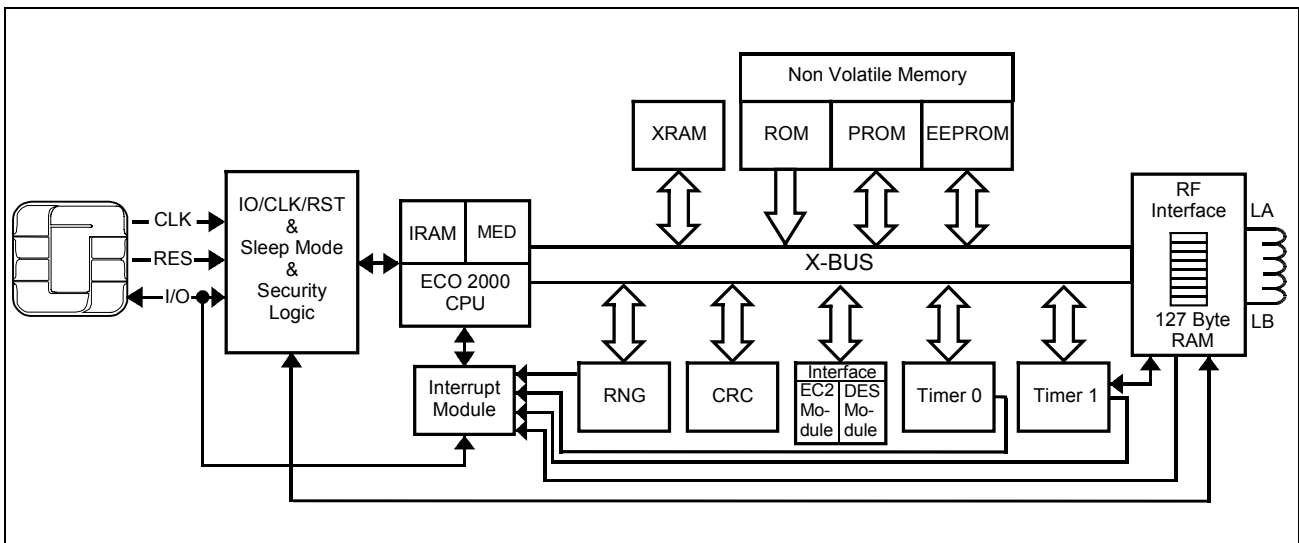 Non Volatile Memory
XRAM
ROM
PROM
EEPROM
CLK
RES
I/O
IO/CLK/RST
&
Sleep Mode
&
Security
Logic
IRAM
MED
ECO 2000
CPU
X-BUS
RF
Interface
127 Byte
RAM
LA
LB
Interrupt
Module
RNG
CRC
Interface
EC2
Mo-
dule
DES
Mo-
dule
Timer 0
Timer 1